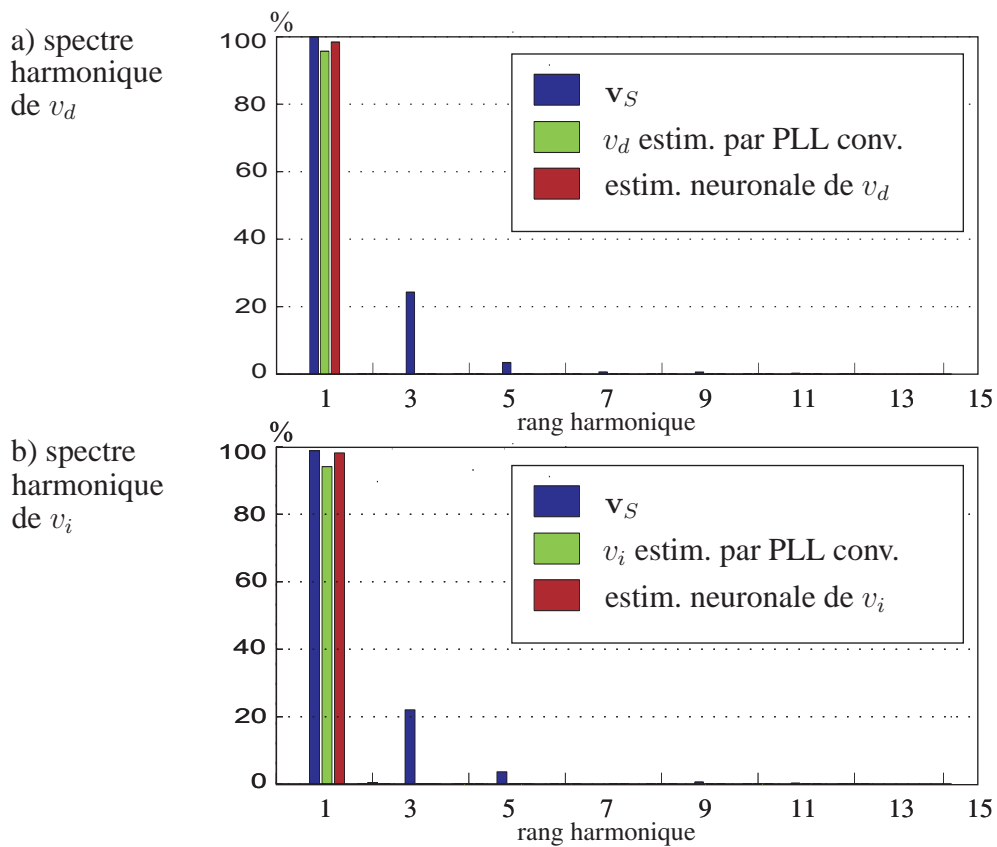 a) spectre
harmonique
de v_d
%
100
80
60
40
20
0
v_S
v_d estim. par PLL conv.
estim. neuronale de v_d
1 3 5 7 9 11 13 15
rang harmonique
b) spectre
harmonique
de v_i
%
100
80
60
40
20
0
v_S
v_i estim. par PLL conv.
estim. neuronale de v_i
1 3 5 7 9 11 13 15
rang harmonique